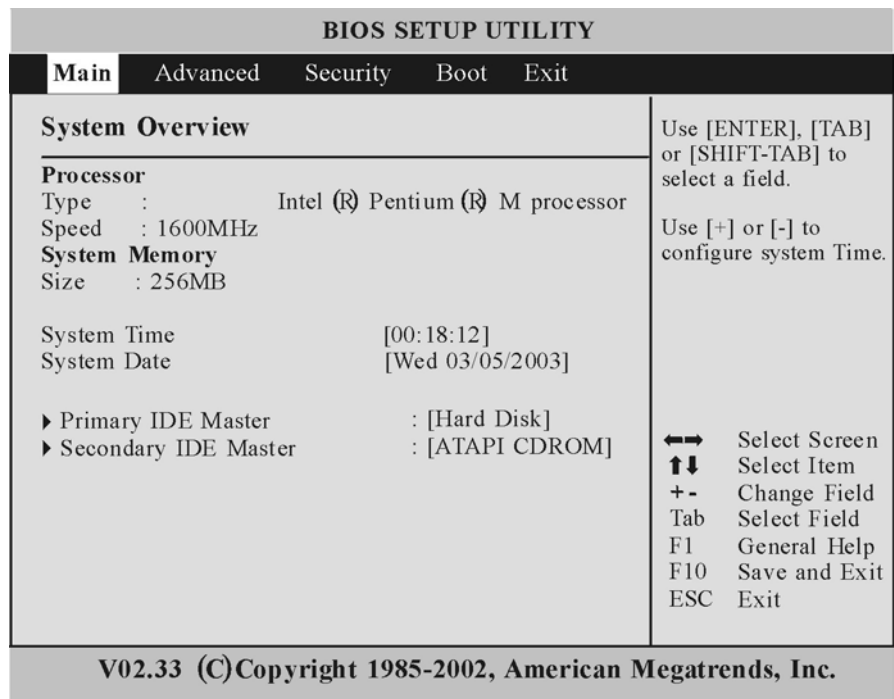 BIOS SETUP UTILITY
Main Advanced Security Boot Exit
System Overview
Processor
Type : Intel (R) Pentium (R) M processor
Speed : 1600MHz
System Memory
Size : 256MB
System Time [00:18:12]
System Date [Wed 03/05/2003]
Primary IDE Master : [Hard Disk]
Secondary IDE Master : [ATAPI CDROM]
Use [ENTER], [TAB]
or [SHIFT-TAB] to
select a field.
Use [+] or [-] to
configure system Time.
Select Screen
Select Item
+ - Change Field
Tab Select Field
F1 General Help
F10 Save and Exit
ESC Exit
V02.33 (C)Copyright 1985-2002, American Megatrends, Inc.